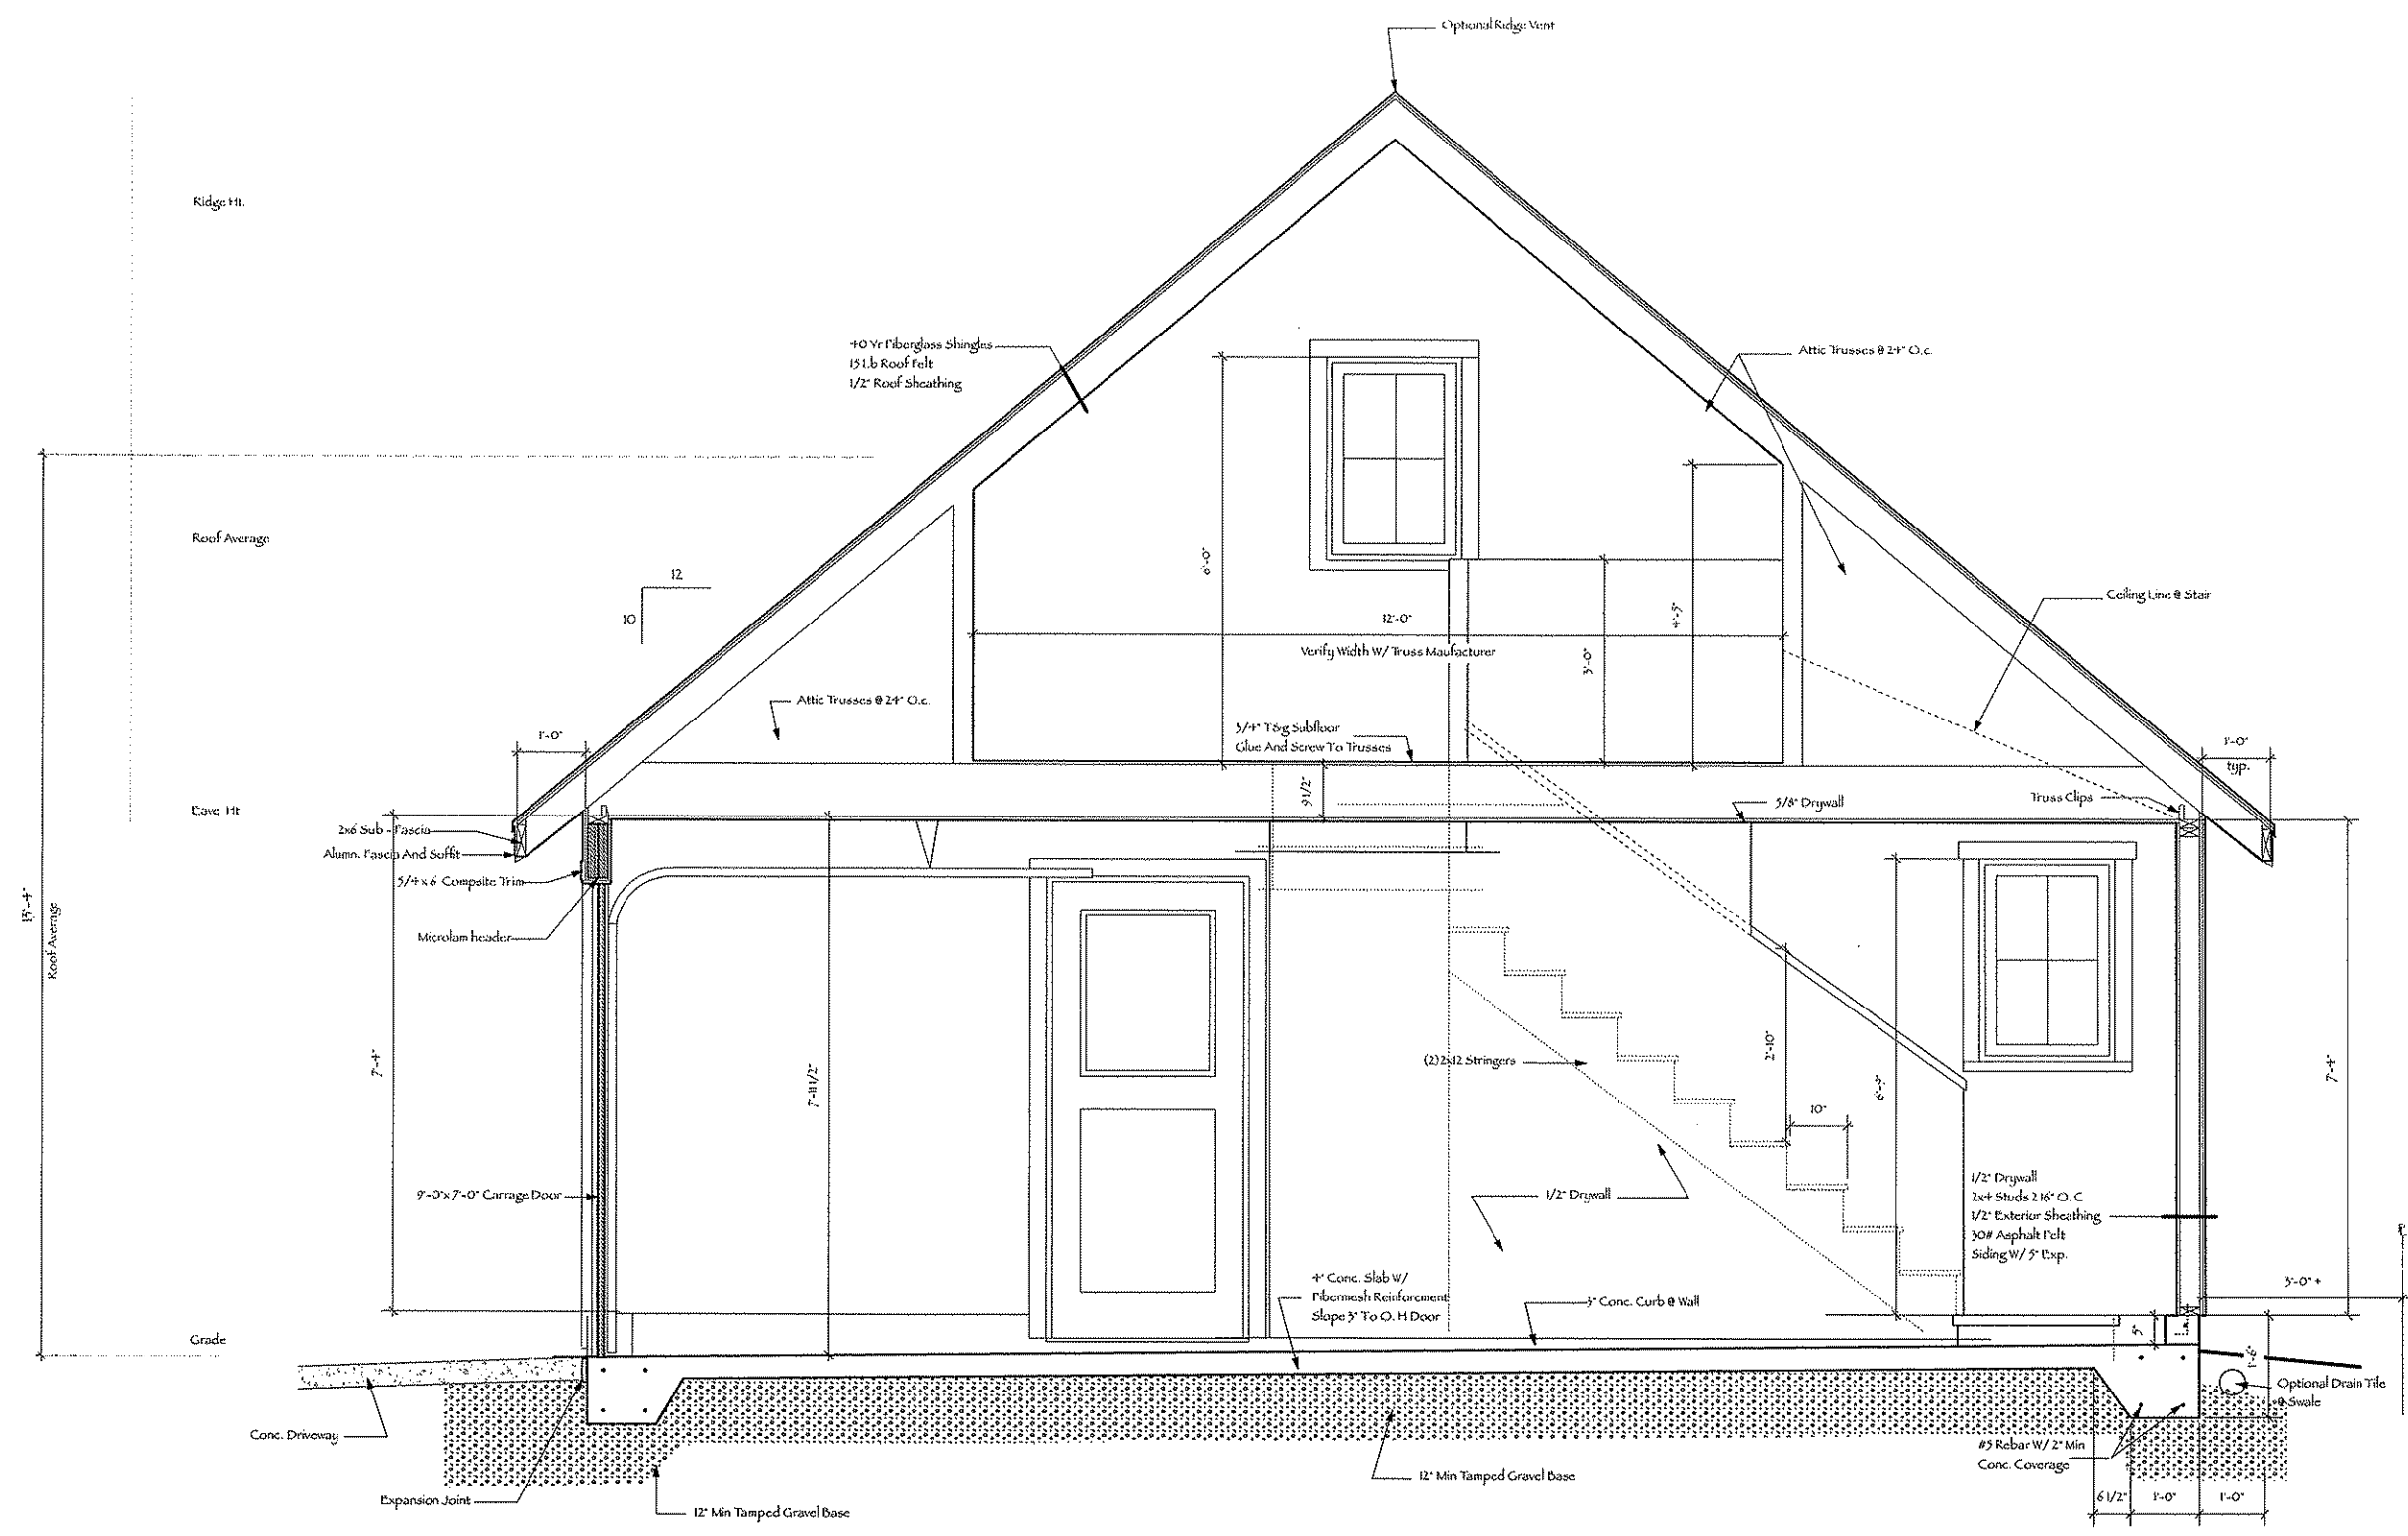 Optional Ridge Vent
Ridge Ht.
40 Yr Fiberglass Shingles
15 Lb Roof Felt
1/2" Roof Sheathing
Attic Trusses @ 24" O.c.
Roof Average
12
10
6'-0"
12'-0"
Verify Width W/ Truss Maufacturer
3'-0"
4'-5"
Ceiling Line @ Stair
Attic Trusses @ 24" O.c.
3/4" T&g Subfloor
Glue And Screw To Trusses
1'-0"
1'-0"
typ.
9 1/2"
5/8" Drywall
Truss Clips
Eave Ht.
2x6 Sub - Fascia
Alumn. Fascia And Soffit
5/4 x 6 Compsite Trim
Microlam header
13'-4"
Roof Average
7'-4"
7'-11 1/2"
(2) 2x12 Stringers
2'-10"
10"
7'-4"
9'-0"x 7'-0" Carrage Door
1/2" Drywall
1/2" Drywall
2x4 Studs 2 16" O. C
1/2" Exterior Sheathing
30# Asphalt Felt
Siding W/ 5" Exp.
4" Conc. Slab W/
Fibermesh Reinforcement
Slope 3" To O. H Door
3" Conc. Curb @ Wall
3'-0" +
Grade
1'-6"
Optional Drain Tile
@ Swale
Conc. Driveway
#5 Rebar W/ 2" Min
Conc. Coverage
12" Min Tamped Gravel Base
Expansion Joint
12" Min Tamped Gravel Base
6 1/2"
1'-0"
1'-0"